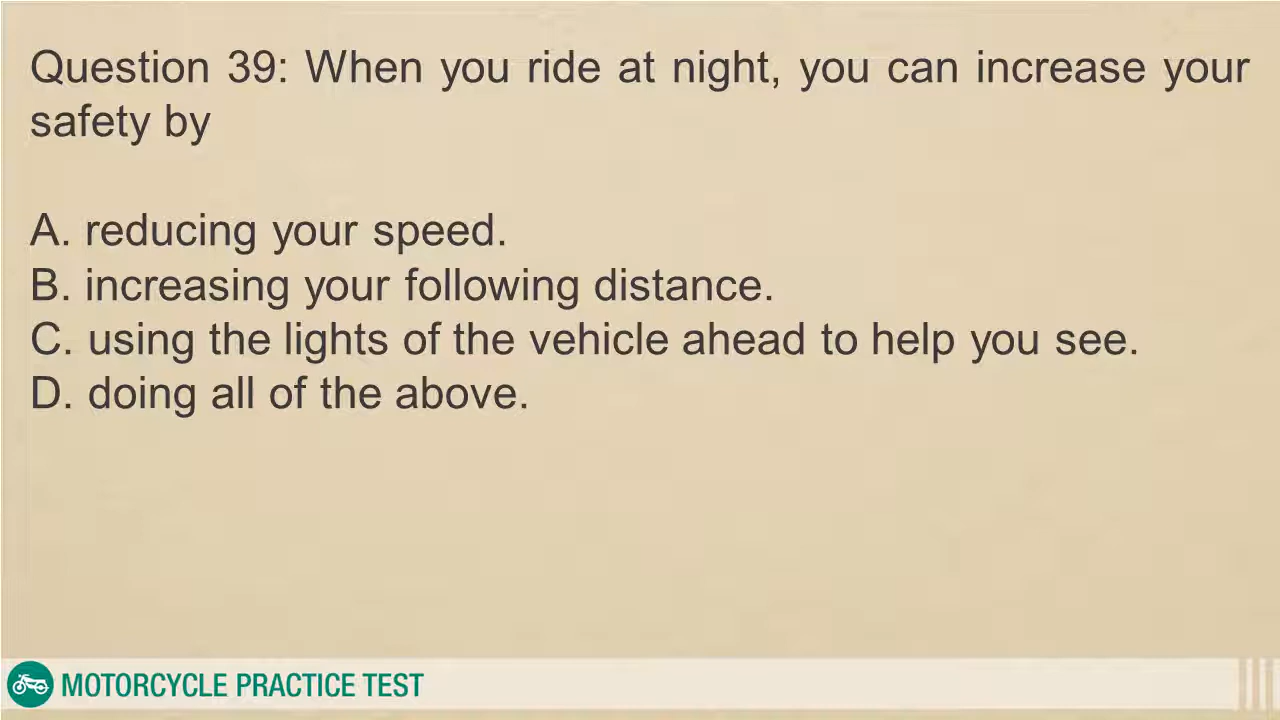 Question 39: When you ride at night, you can increase your
safety by
A. reducing your speed.
B. increasing your following distance.
C. using the lights of the vehicle ahead to help you see.
D. doing all of the above.
MOTORCYCLE PRACTICE TEST